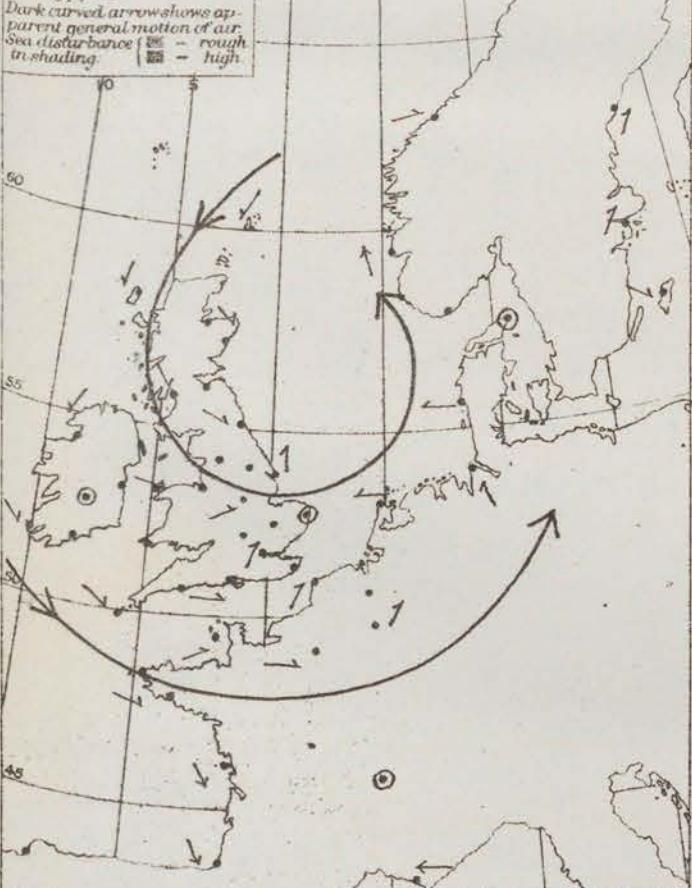 Dark curved arrow shows ap-
parent general motion of air.
Sea disturbance { - rough
in shading. { - high
10 5
60
55
50
45